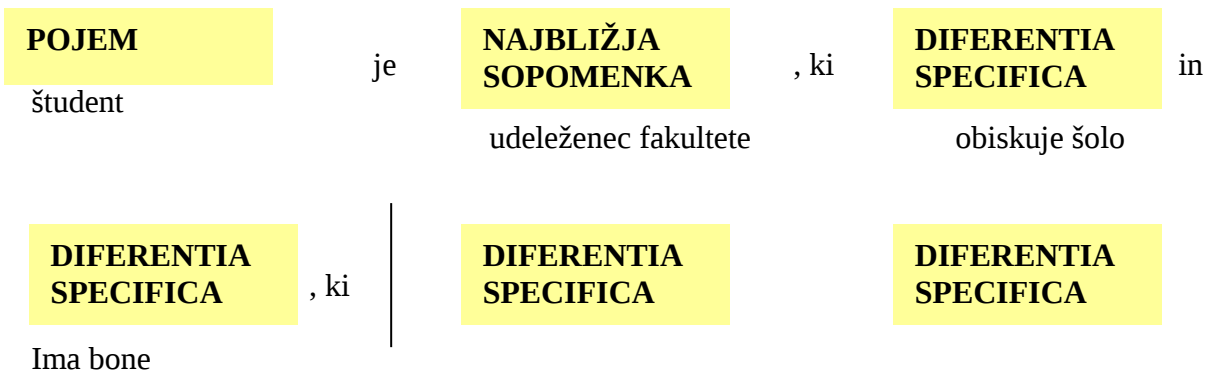 POJEM
študent
je
NAJBLIŽJA
SOPOMENKA
udeleženec fakultete
, ki
DIFERENTIA
SPECIFICA
obiskuje šolo
in
DIFERENTIA
SPECIFICA
Ima bone
, ki
DIFERENTIA
SPECIFICA
DIFERENTIA
SPECIFICA